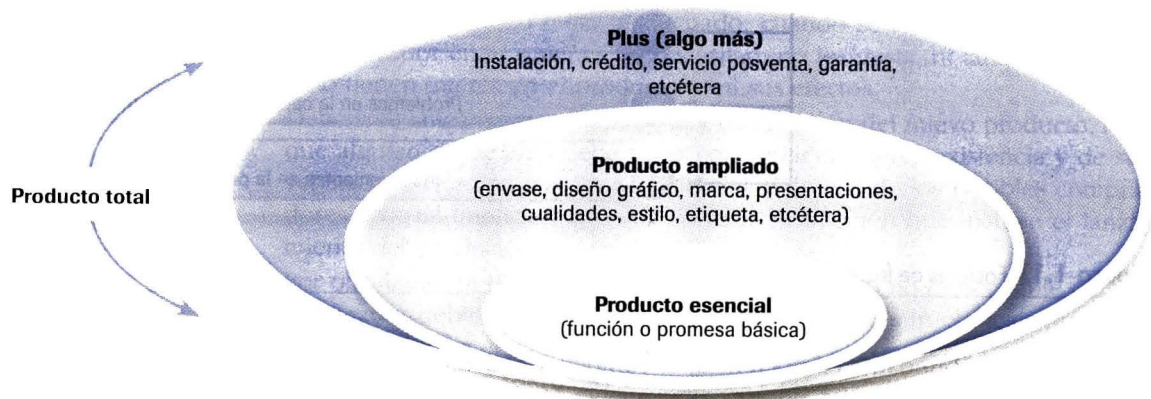 Plus (algo más)
Instalación, crédito, servicio posventa, garantía,
etcétera
Producto ampliado
(envase, diseño gráfico, marca, presentaciones,
cualidades, estilo, etiqueta, etcétera)
Producto total
Producto esencial
(función o promesa básica)